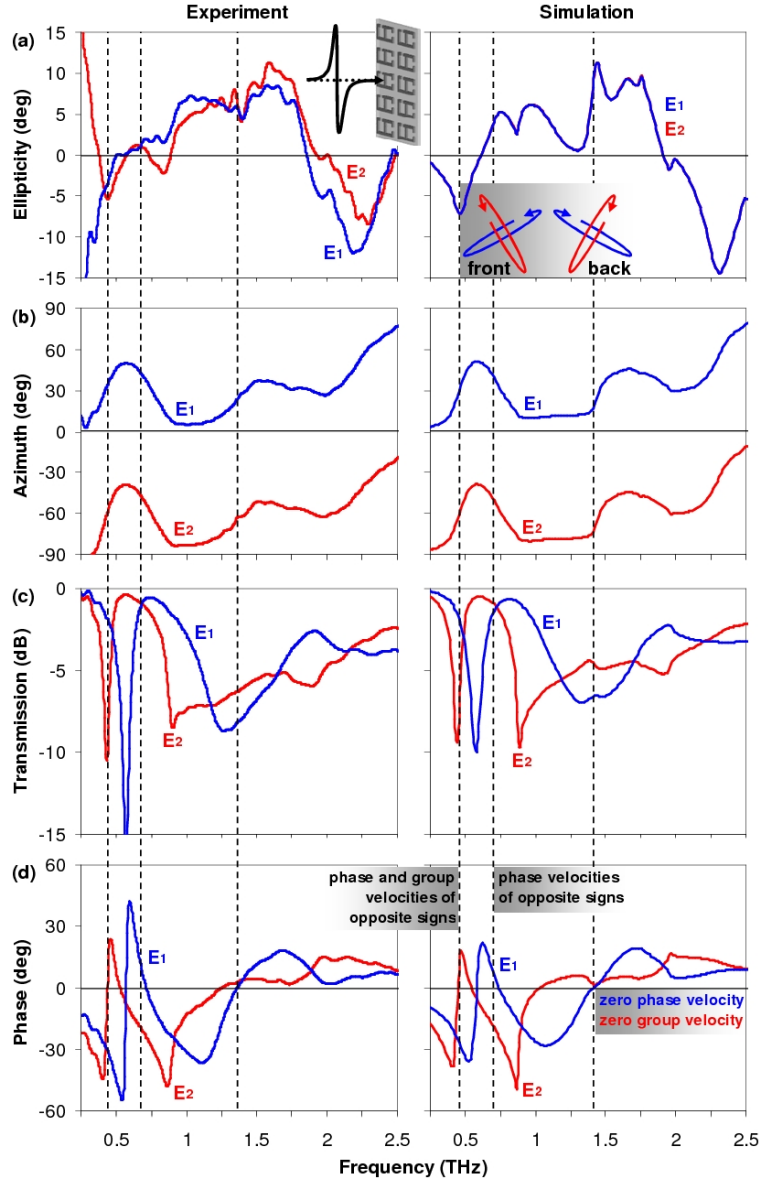 Experiment
Simulation
(a)
15
10
5
0
-5
-10
-15
Ellipticity (deg)
E2
E1
E1
E2
front
back
(b)
90
60
30
0
-30
-60
-90
Azimuth (deg)
E1
E2
E1
E2
(c)
0
-5
-10
-15
Transmission (dB)
E1
E2
E1
E2
(d)
60
30
0
-30
-60
Phase (deg)
E1
E2
phase and group
velocities of
opposite signs
phase velocities
of opposite signs
E1
E2
zero phase velocity
zero group velocity
0.5 1 1.5 2 2.5
0.5 1 1.5 2 2.5
Frequency (THz)